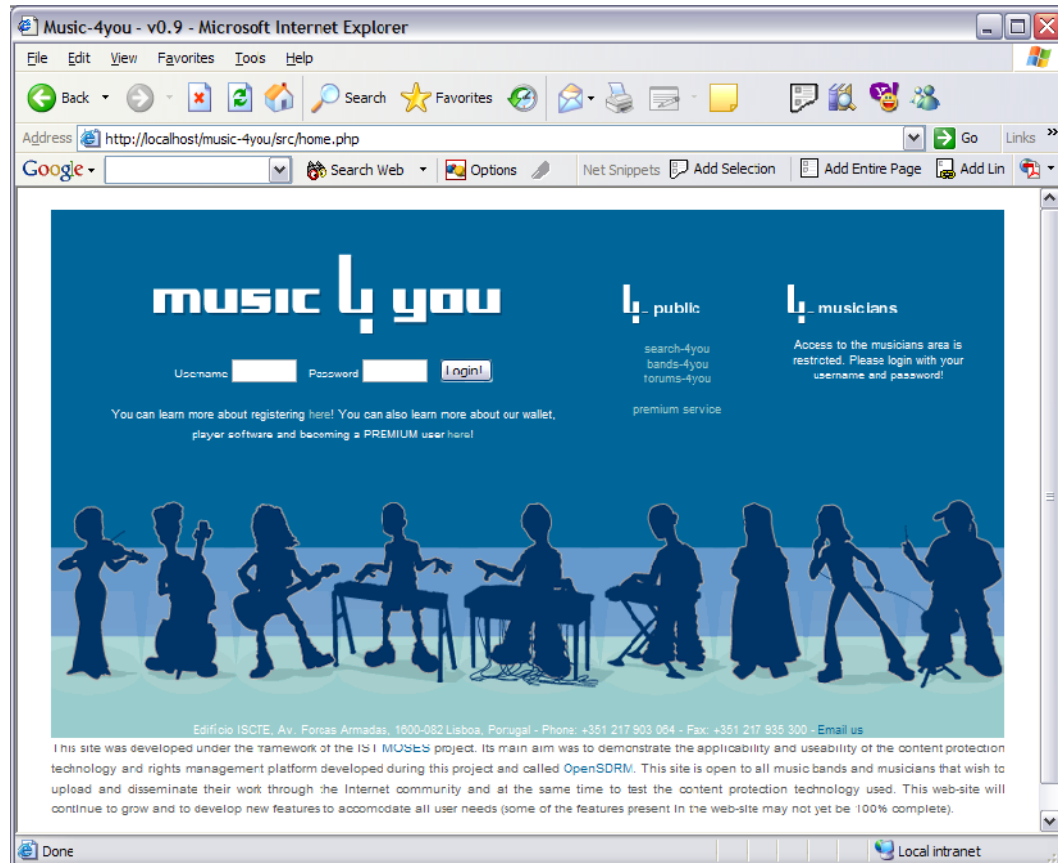 Music-4you - v0.9 - Microsoft Internet Explorer
File Edit View Favorites Tools Help
Back Search Favorites
Address http://localhost/music-4you/src/home.php Go Links »
Google Search Web Options Net Snippets Add Selection Add Entire Page Add Lin
music 4 you
4_ public
4_ musicians
search-4you
bands-4you
forums-4you
premium service
Access to the musicians area is
restricted. Please login with your
username and password!
Username Password Login!
You can learn more about registering here! You can also learn more about our wallet,
player software and becoming a PREMIUM user here!
Edifício ISCTE, Av. Forcas Armadas, 1600-082 Lisboa, Porugal - Phone: +351 217 903 064 - Fax: +351 217 935 300 - Email us
This site was developed under the framework of the IST MOSES project. Its main aim was to demonstrate the applicability and useability of the content protection
technology and rights management platform developed during this project and called OpenSDRM. This site is open to all music bands and musicians that wish to
upload and disseminate their work through the Internet community and at the same time to test the content protection technology used. This web-site will
continue to grow and to develop new features to accomodate all user needs (some of the features present in the web-site may not yet be 100% complete).
Done Local intranet